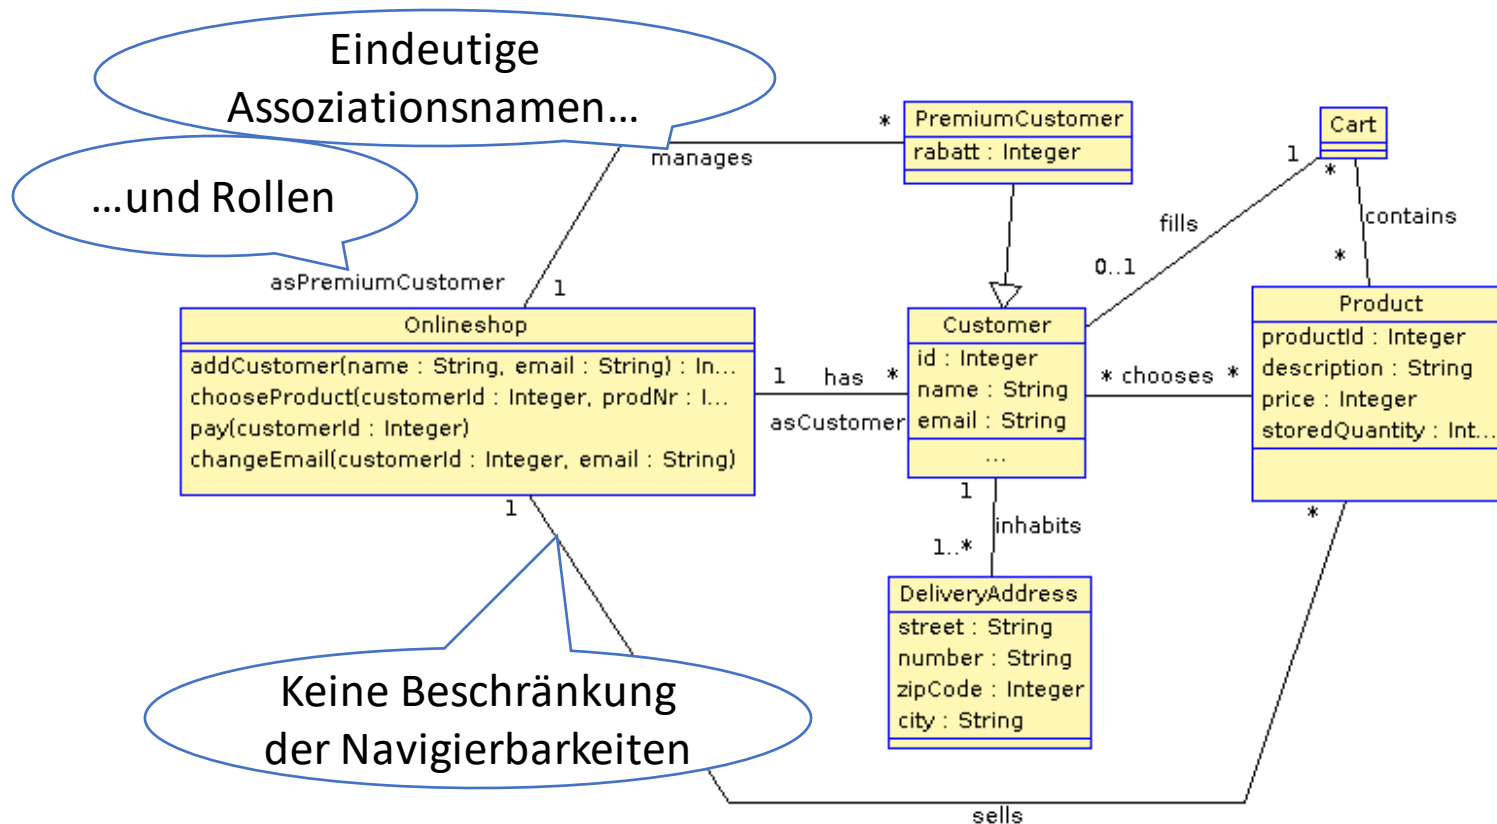 Eindeutige
Assoziationsnamen…
…und Rollen
manages
*
PremiumCustomer
rabatt : Integer
Cart
1
*
contains
fills
*
0..1
asPremiumCustomer
1
Onlineshop
addCustomer(name : String, email : String) : In...
chooseProduct(customerId : Integer, prodNr : I...
pay(customerId : Integer)
changeEmail(customerId : Integer, email : String)
1 has *
asCustomer
Customer
id : Integer
name : String
email : String
...
* chooses *
Product
productId : Integer
description : String
price : Integer
storedQuantity : Int...
1
1
*
inhabits
1..*
DeliveryAddress
street : String
number : String
zipCode : Integer
city : String
Keine Beschränkung
der Navigierbarkeiten
sells